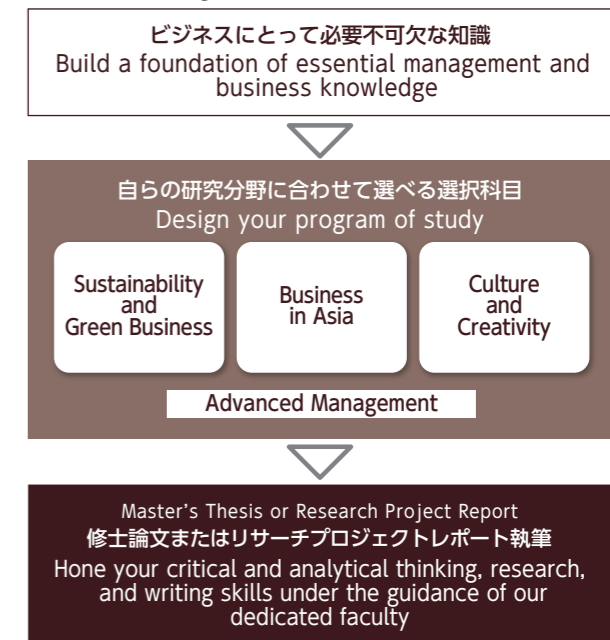 ビジネスにとって必要不可欠な知識
Build a foundation of essential management and
business knowledge
自らの研究分野に合わせて選べる選択科目
Design your program of study
Sustainability
and
Green Business
Business
in Asia
Culture
and
Creativity
Advanced Management
Master's Thesis or Research Project Report
修士論文またはリサーチプロジェクトレポート執筆
Hone your critical and analytical thinking, research,
and writing skills under the guidance of our
dedicated faculty